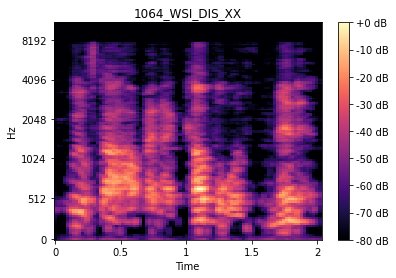 1064_WSI_DIS_XX
8192
4096
2048
1024
512
0
Hz
0
0.5
1
1.5
2
Time
+0 dB
-10 dB
-20 dB
-30 dB
-40 dB
-50 dB
-60 dB
-70 dB
-80 dB